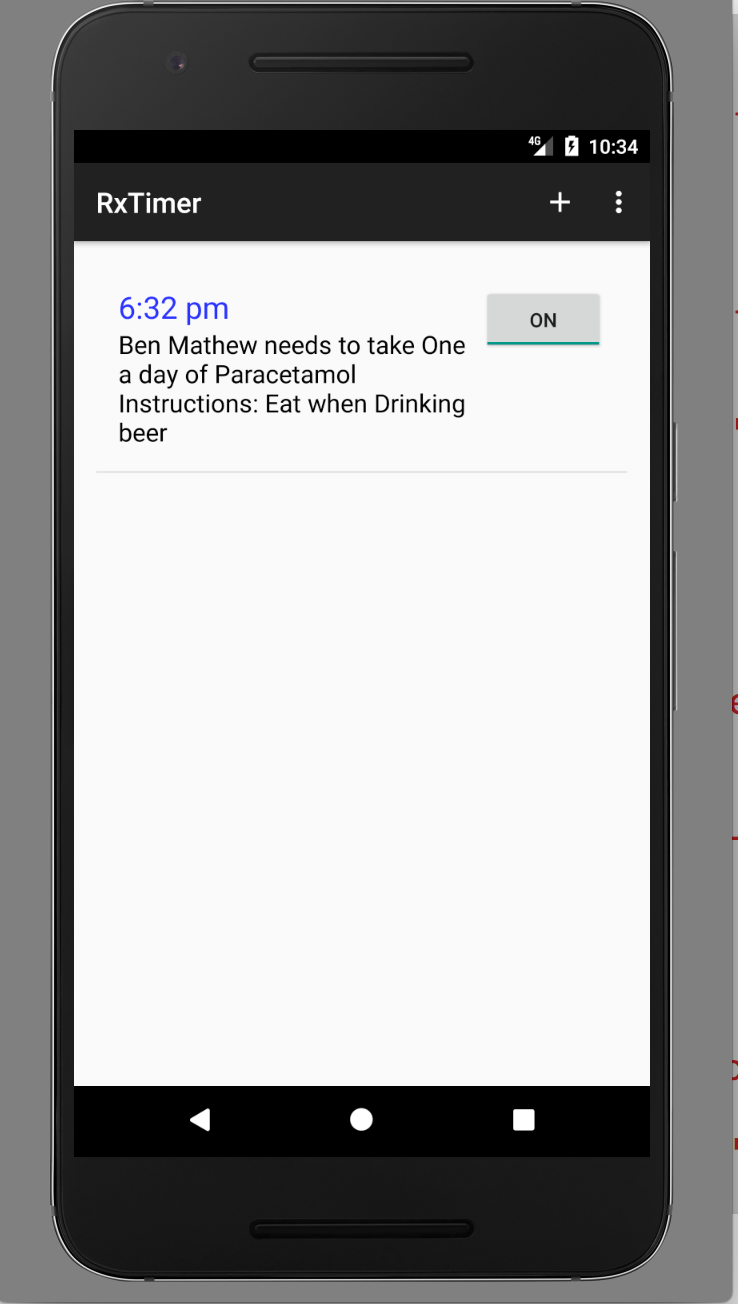 4G 10:34
RxTimer
6:32 pm
ON
Ben Mathew needs to take One
a day of Paracetamol
Instructions: Eat when Drinking
beer